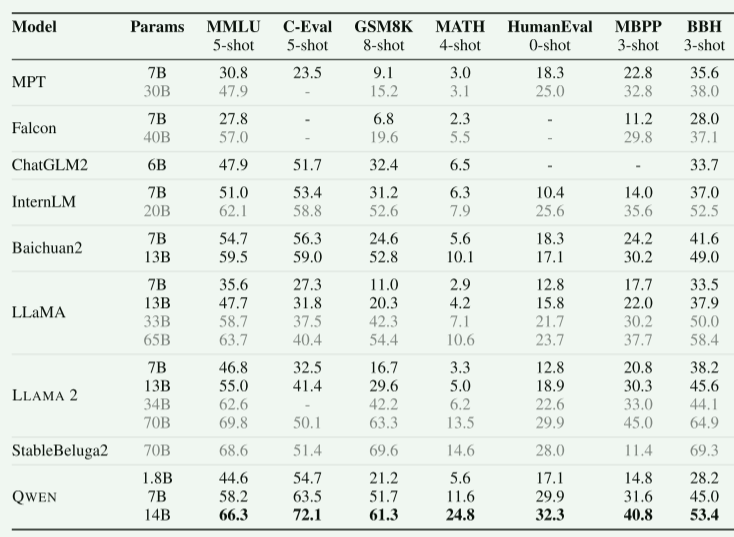 Model Params MMLU C-Eval GSM8K MATH HumanEval MBPP BBH
5-shot 5-shot 8-shot 4-shot 0-shot 3-shot 3-shot
MPT 7B 30.8 23.5 9.1 3.0 18.3 22.8 35.6
30B 47.9 - 15.2 3.1 25.0 32.8 38.0
Falcon 7B 27.8 - 6.8 2.3 - 11.2 28.0
40B 57.0 - 19.6 5.5 - 29.8 37.1
ChatGLM2 6B 47.9 51.7 32.4 6.5 - - 33.7
InternLM 7B 51.0 53.4 31.2 6.3 10.4 14.0 37.0
20B 62.1 58.8 52.6 7.9 25.6 35.6 52.5
Baichuan2 7B 54.7 56.3 24.6 5.6 18.3 24.2 41.6
13B 59.5 59.0 52.8 10.1 17.1 30.2 49.0
LLaMA 7B 35.6 27.3 11.0 2.9 12.8 17.7 33.5
13B 47.7 31.8 20.3 4.2 15.8 22.0 37.9
33B 58.7 37.5 42.3 7.1 21.7 30.2 50.0
65B 63.7 40.4 54.4 10.6 23.7 37.7 58.4
LLAMA 2 7B 46.8 32.5 16.7 3.3 12.8 20.8 38.2
13B 55.0 41.4 29.6 5.0 18.9 30.3 45.6
34B 62.6 - 42.2 6.2 22.6 33.0 44.1
70B 69.8 50.1 63.3 13.5 29.9 45.0 64.9
StableBeluga2 70B 68.6 51.4 69.6 14.6 28.0 11.4 69.3
QWEN 1.8B 44.6 54.7 21.2 5.6 17.1 14.8 28.2
7B 58.2 63.5 51.7 11.6 29.9 31.6 45.0
14B 66.3 72.1 61.3 24.8 32.3 40.8 53.4